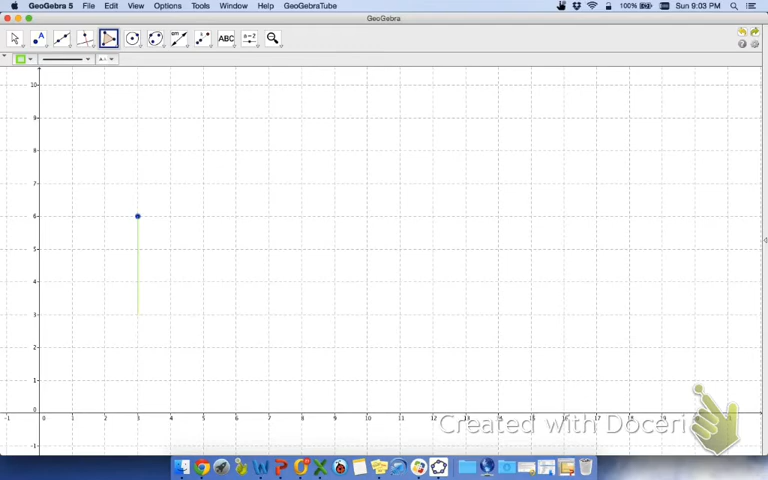 GeoGebra 5 File Edit View Options Tools Window Help GeoGebraTube 100% Sun 9:03 PM
GeoGebra
ABC a=2
10
9
8
7
6
5
4
3
2
1
0
-1 0 1 2 3 4 5 6 7 8 9 10 11 12 13 14 15 16 17 18 19
-1
Created with Doceri